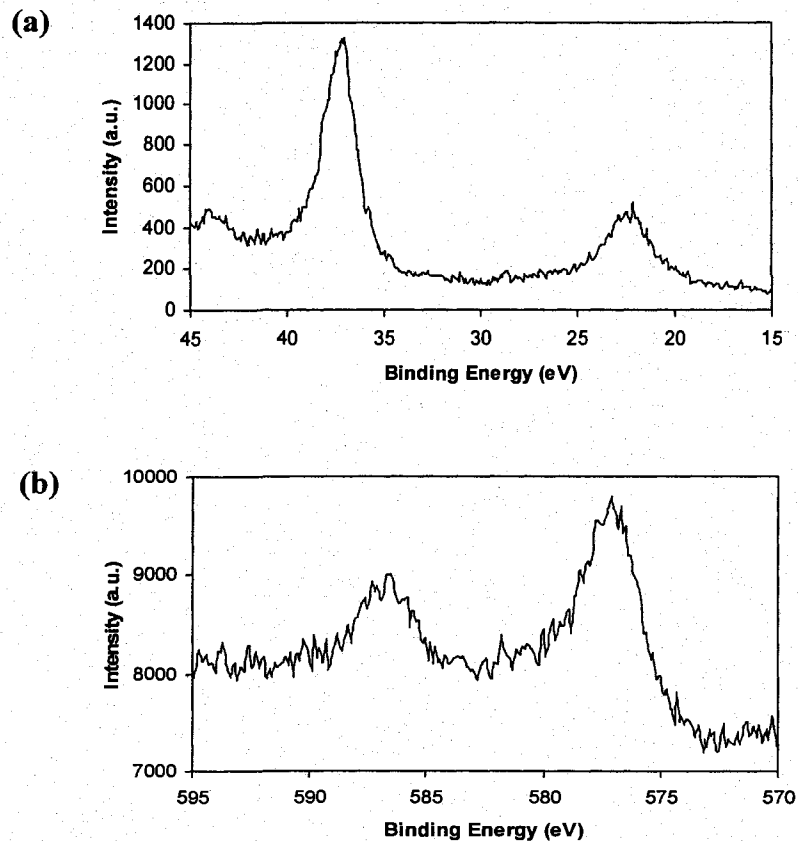 (a)
1400
1200
1000
800
600
400
200
0
Intensity (a.u.)
45 40 35 30 25 20 15
Binding Energy (eV)
(b)
10000
9000
8000
7000
Intensity (a.u.)
595 590 585 580 575 570
Binding Energy (eV)